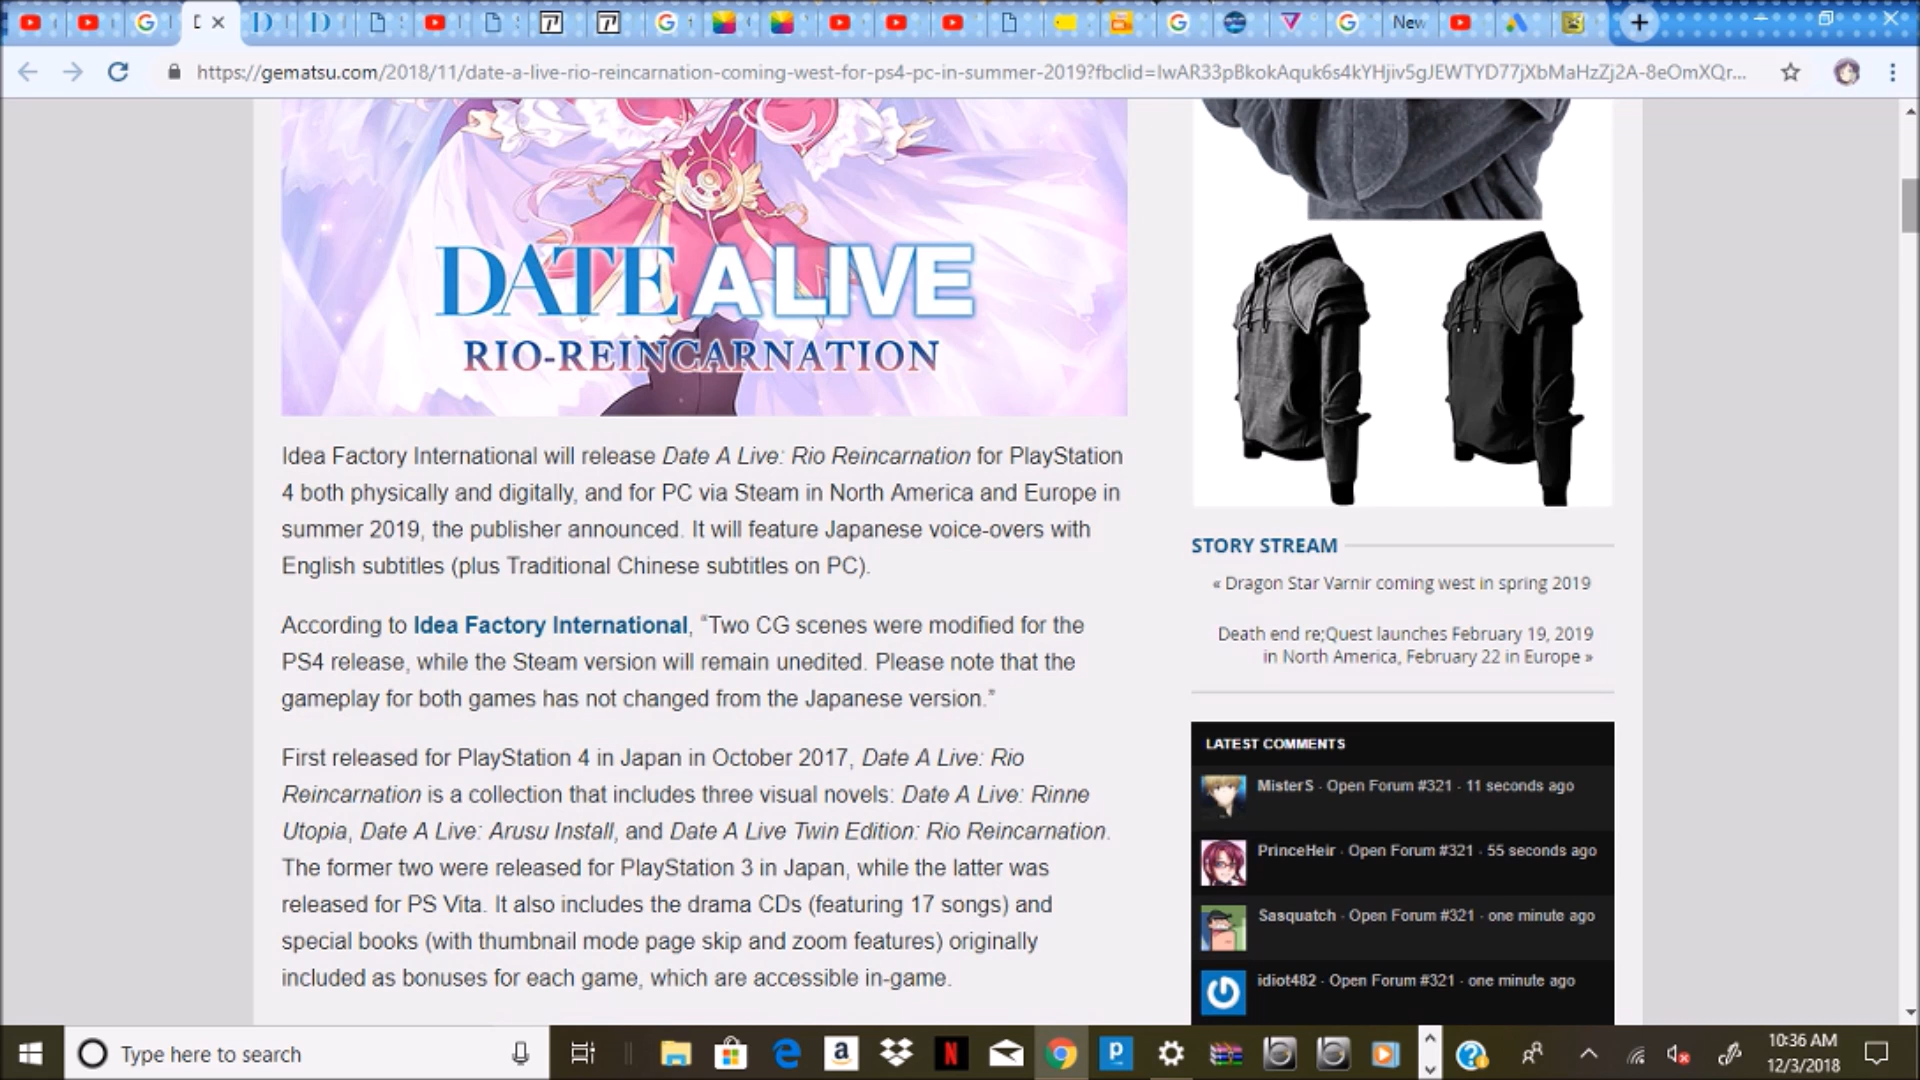 New
https://gematsu.com/2018/11/date-a-live-rio-reincarnation-coming-west-for-ps4-pc-in-summer-2019?fbclid=IwAR33pBkokAquk6s4kYHjiv5gJEWTYD77jXbMaHzZj2A-8eOmXQr...
DATE A LIVE
RIO-REINCARNATION
Idea Factory International will release Date A Live: Rio Reincarnation for PlayStation
4 both physically and digitally, and for PC via Steam in North America and Europe in
summer 2019, the publisher announced. It will feature Japanese voice-overs with
English subtitles (plus Traditional Chinese subtitles on PC).
According to Idea Factory International, “Two CG scenes were modified for the
PS4 release, while the Steam version will remain unedited. Please note that the
gameplay for both games has not changed from the Japanese version.”
First released for PlayStation 4 in Japan in October 2017, Date A Live: Rio
Reincarnation is a collection that includes three visual novels: Date A Live: Rinne
Utopia, Date A Live: Arusu Install, and Date A Live Twin Edition: Rio Reincarnation.
The former two were released for PlayStation 3 in Japan, while the latter was
released for PS Vita. It also includes the drama CDs (featuring 17 songs) and
special books (with thumbnail mode page skip and zoom features) originally
included as bonuses for each game, which are accessible in-game.
STORY STREAM
« Dragon Star Varnir coming west in spring 2019
Death end re;Quest launches February 19, 2019
in North America, February 22 in Europe »
LATEST COMMENTS
MisterS · Open Forum #321 · 11 seconds ago
PrinceHeir · Open Forum #321 · 55 seconds ago
Sasquatch · Open Forum #321 · one minute ago
idiot482 · Open Forum #321 · one minute ago
Type here to search
10:36 AM
12/3/2018